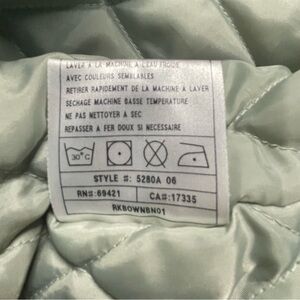 LAVER A LA MACHINE A L'EAU FROIDE
AVEC COULEURS SEMBLABLES
RETIRER RAPIDEMENT DE LA MACHINE A LAVER
SECHAGE MACHINE BASSE TEMPERATURE
NE PAS NETTOYER A SEC
REPASSER A FER DOUX SI NECESSAIRE
30°C
STYLE #: 5280A 06
RN#:69421 CA#:17335
RKBOWNBN01